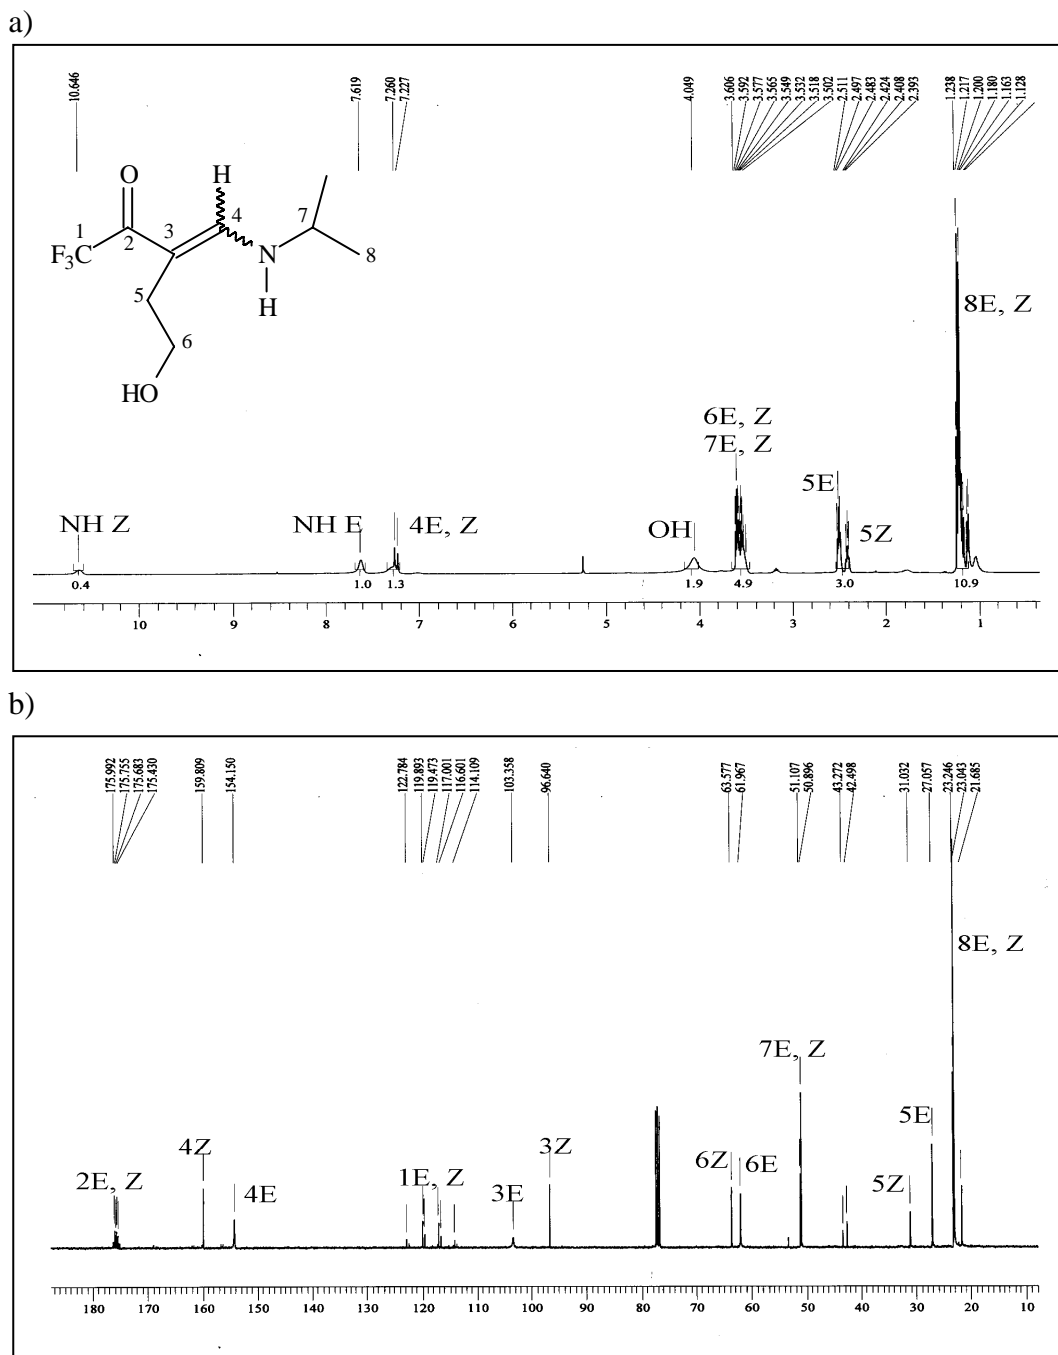 a)
10.646
7.619
7.260
7.227
4.049
3.606
3.592
3.577
3.565
3.549
3.532
3.518
3.502
2.511
2.497
2.483
2.424
2.408
2.393
1.238
1.217
1.200
1.180
1.163
1.128
O
H
1
2
3
4
7
8
F3C
N
H
5
6
HO
8E, Z
6E, Z
7E, Z
5E
5Z
NH Z
NH E
4E, Z
OH
0.4 1.0 1.3 1.9 4.9 3.0 10.9
10 9 8 7 6 5 4 3 2 1
b)
175.992
175.755
175.683
175.430
159.809
154.150
122.784
119.893
119.473
117.001
116.601
114.109
103.358
96.640
63.577
61.967
51.107
50.896
43.272
42.498
31.032
27.057
23.246
23.043
21.685
8E, Z
7E, Z
5E
4Z
3Z
6Z
6E
2E, Z
4E
1E, Z
3E
5Z
180 170 160 150 140 130 120 110 100 90 80 70 60 50 40 30 20 10